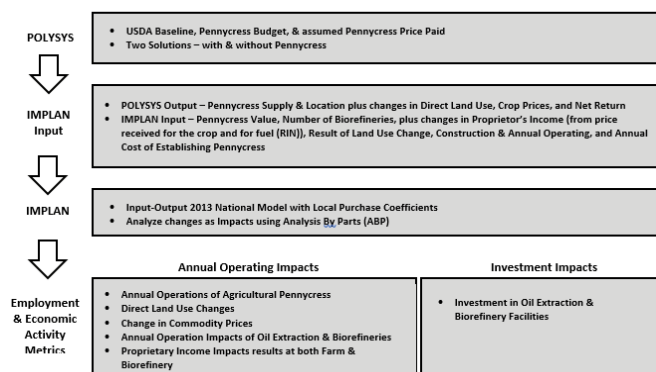 POLYSYS
• USDA Baseline, Pennycress Budget, & assumed Pennycress Price Paid
• Two Solutions – with & without Pennycress
IMPLAN
Input
• POLYSYS Output – Pennycress Supply & Location plus changes in Direct Land Use, Crop Prices, and Net Return
• IMPLAN Input – Pennycress Value, Number of Biorefineries, plus changes in Proprietor's Income (from price
received for the crop and for fuel (RIN)), Result of Land Use Change, Construction & Annual Operating, and Annual
Cost of Establishing Pennycress
IMPLAN
• Input-Output 2013 National Model with Local Purchase Coefficients
• Analyze changes as Impacts using Analysis By Parts (ABP)
Employment
& Economic
Activity
Metrics
Annual Operating Impacts
• Annual Operations of Agricultural Pennycress
• Direct Land Use Changes
• Change in Commodity Prices
• Annual Operation Impacts of Oil Extraction & Biorefineries
• Proprietary Income Impacts results at both Farm &
Biorefinery
Investment Impacts
• Investment in Oil Extraction &
Biorefinery Facilities